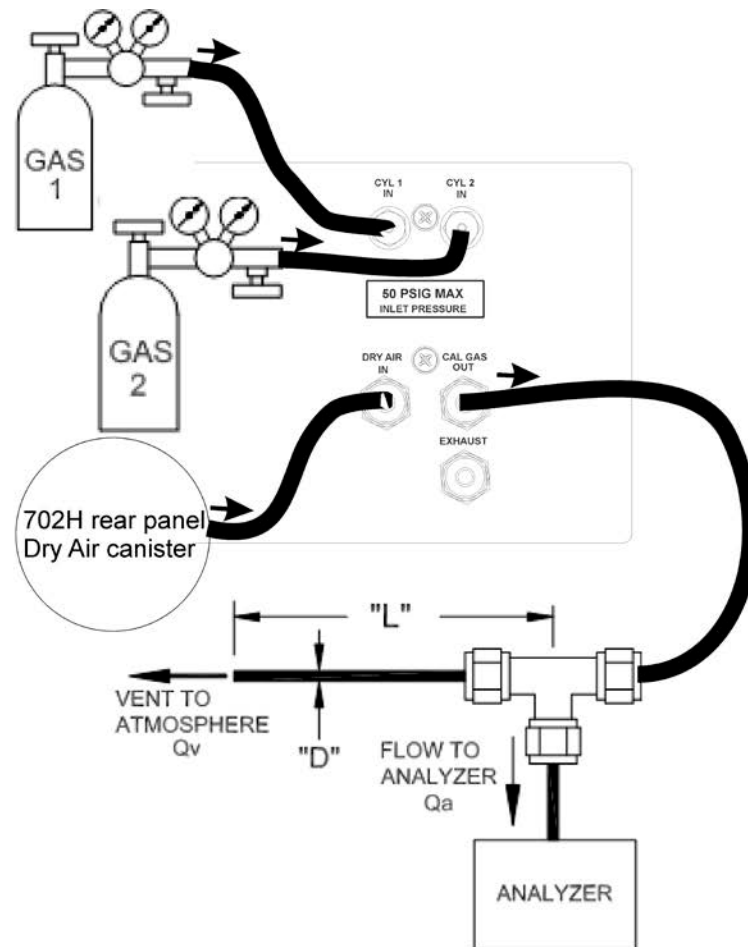 GAS
1
CYL 1
IN
CYL 2
IN
GAS
2
50 PSIG MAX
INLET PRESSURE
DRY AIR
IN
CAL GAS
OUT
EXHAUST
702H rear panel
Dry Air canister
"L"
VENT TO
ATMOSPHERE
Qv
"D"
FLOW TO
ANALYZER
Qa
ANALYZER